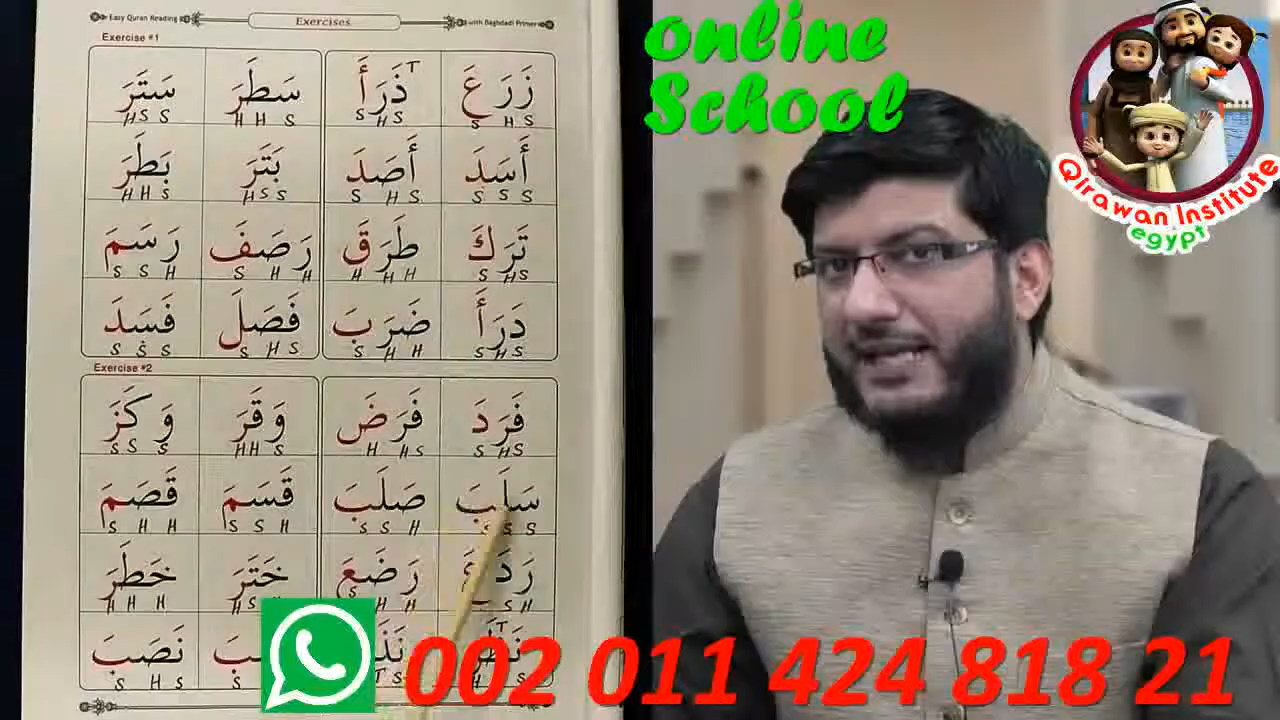 Easy Quran Reading
Exercises
with Baghdadi Primer
Exercise #1
زَرَعَ ذَرَأَ سَطَرَ سَتَرَ
S H S S H S T H H S H S S
أَسَدَ أَصَدَ بَتَرَ بَطَرَ
S S S S H S H S S H H S
تَرَكَ طَرَقَ رَصَفَ رَسَمَ
S H S H H H S H H S S H
دَرَأَ ضَرَبَ فَصَلَ فَسَدَ
S H S S H H S H S S S S
Exercise #2
فَرَدَ فَرَضَ وَقَرَ وَكَزَ
S H S H H S H H S S S S
سَلَبَ صَلَبَ قَسَمَ قَصَمَ
S S S S S H S S H S H H
رَضَعَ خَتَرَ خَطَرَ
S H S H H H S H H H
نَصَبَ
S H S
online
School
Qirawan Institute
egypt
002 011 424 818 21